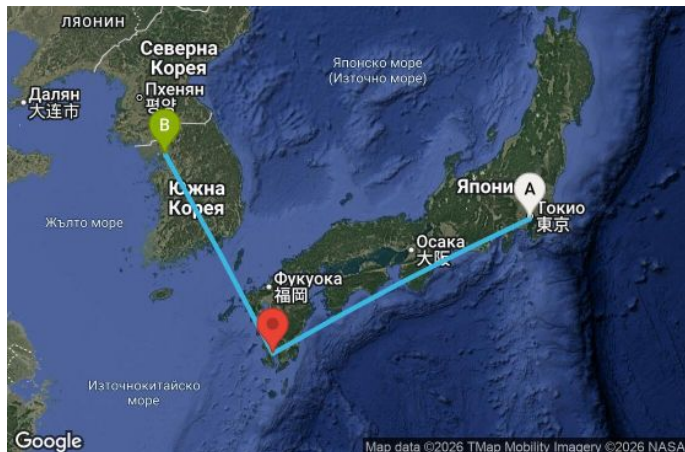 ЛЯОНИН
Северна
Корея
Японско море
(Източно море)
Далян
大连市
Пхенян
평양
B
Южна
Корея
Япони
A
Токио
東京
Жълто море
Осака
大阪
Фукуока
福岡
Източнокитайско
море
Google
Map data ©2026 TMap Mobility Imagery ©2026 NASA